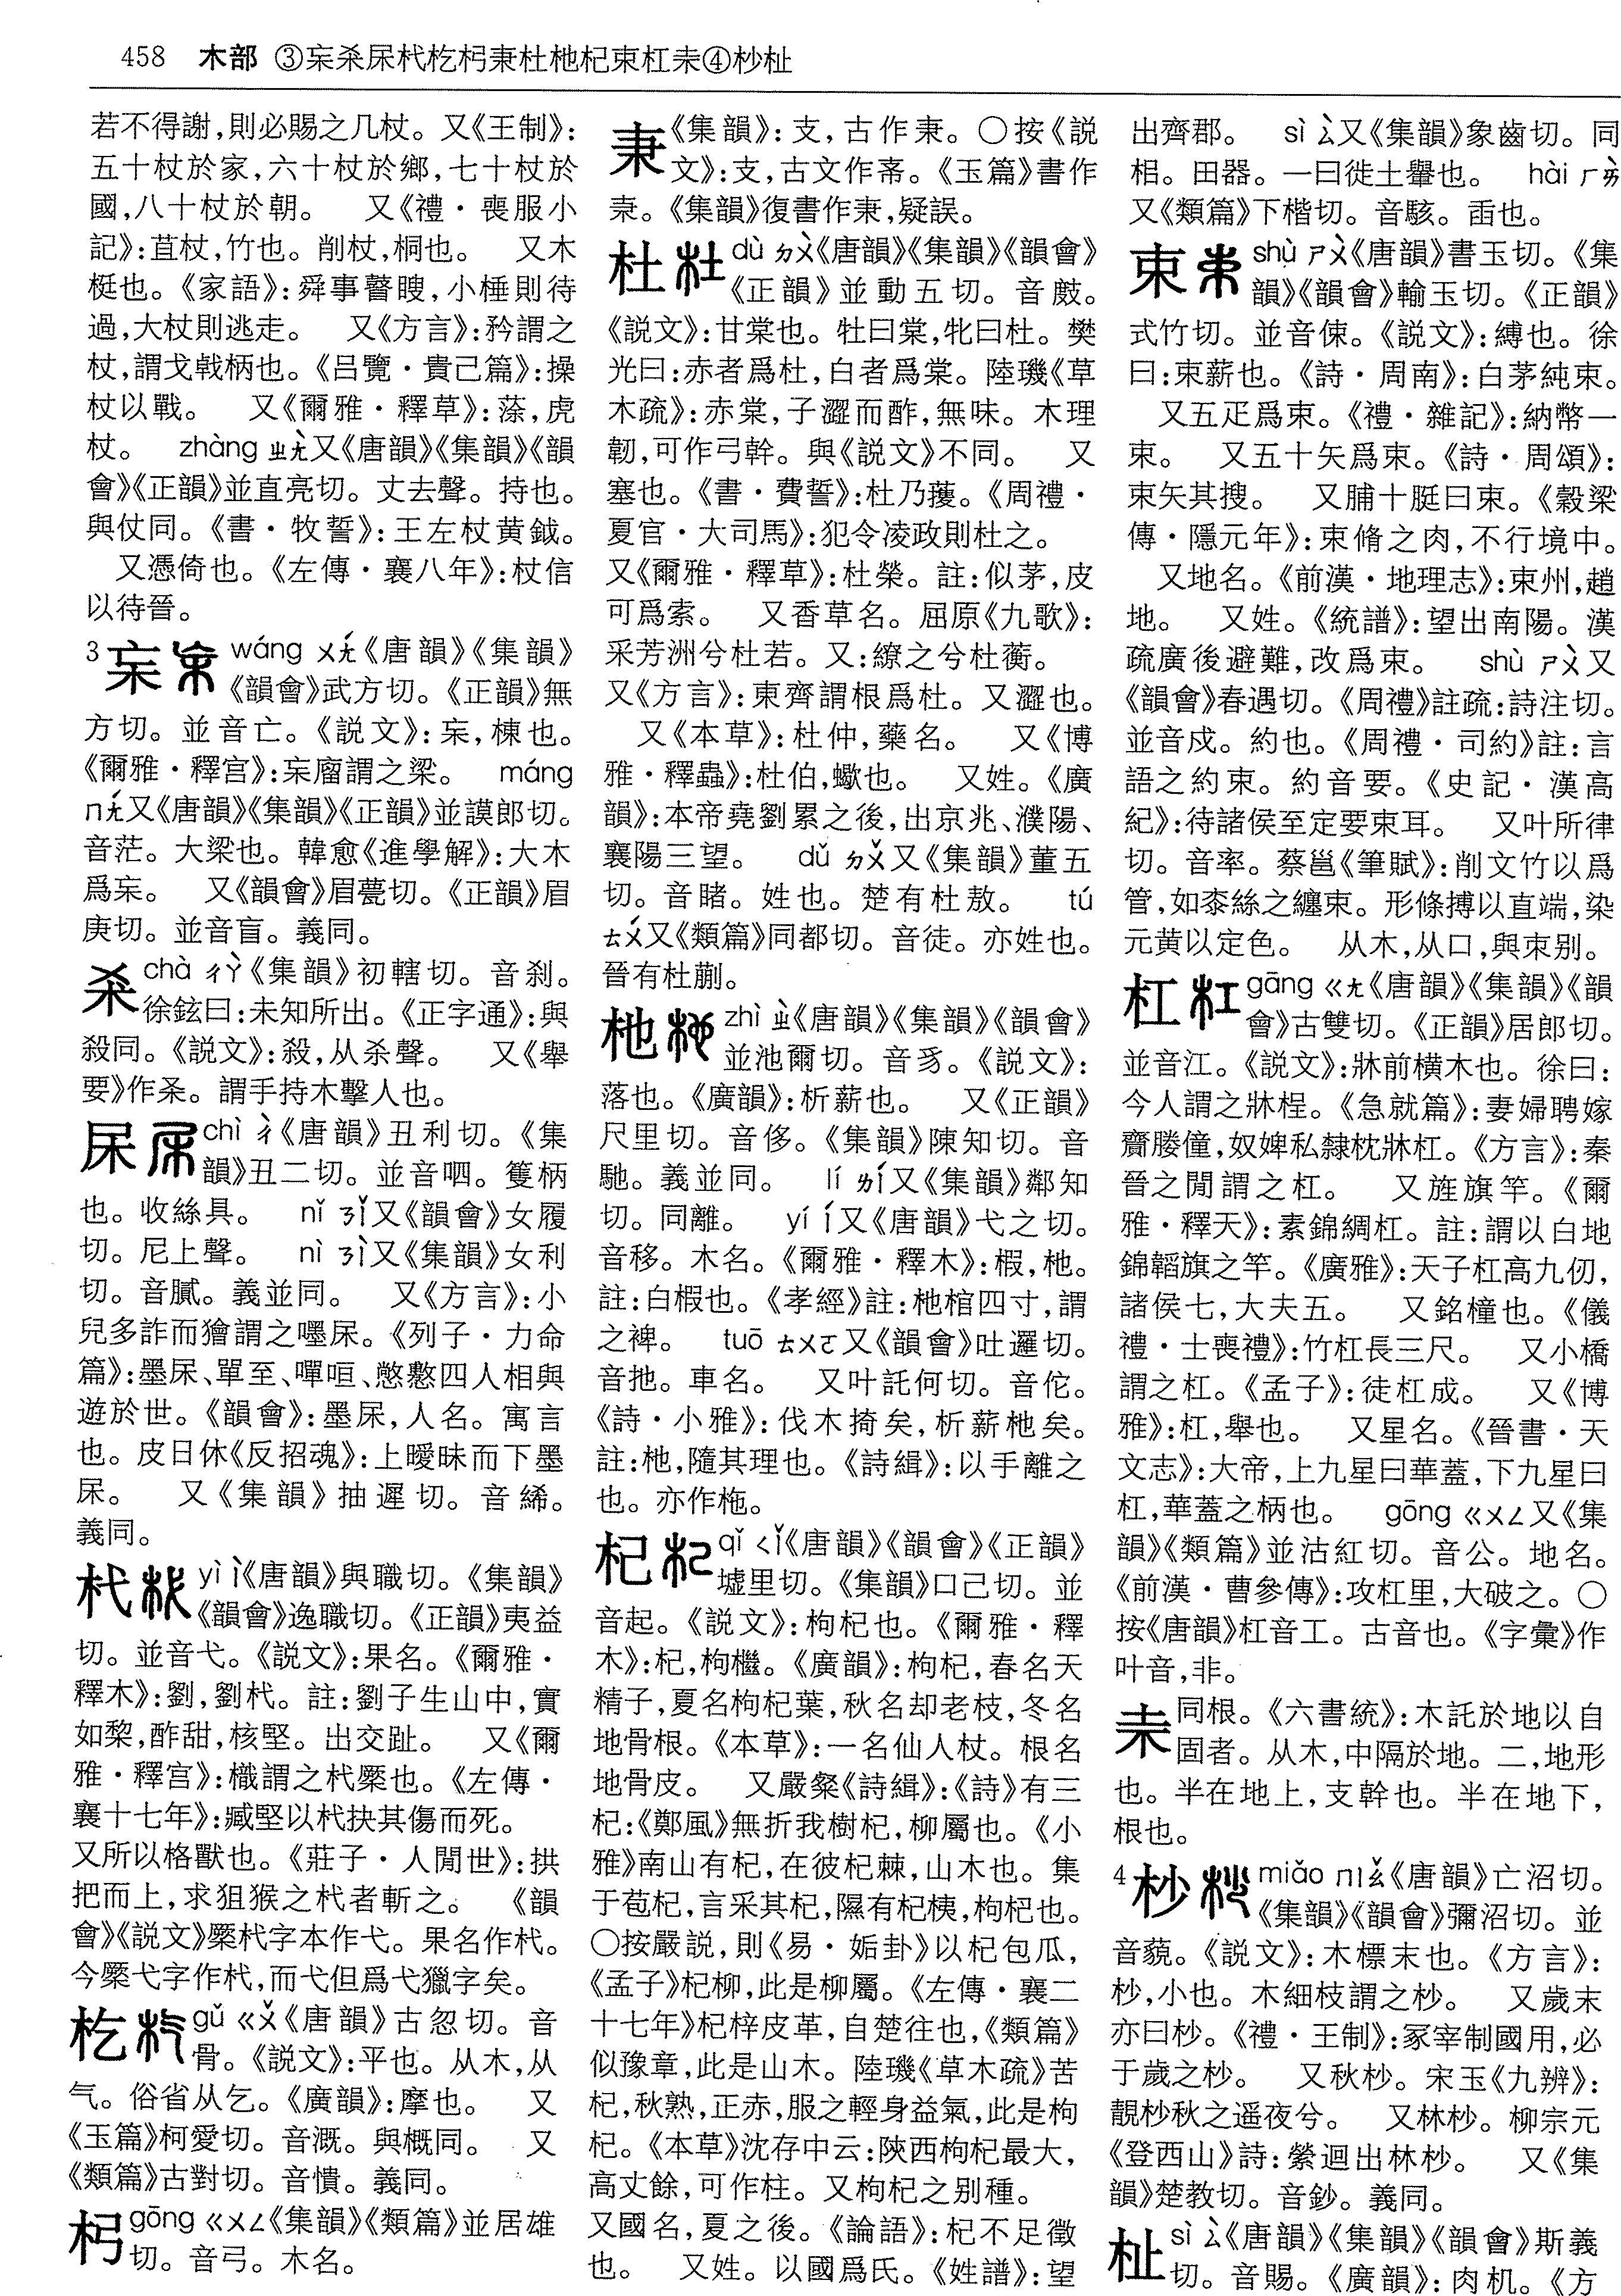 458 木部 ③杗杀杘杙杚杛㭐杜杝杞束杠㭏④杪杫
若不得謝,則必賜之几杖。又《王制》:
五十杖於家,六十杖於鄉,七十杖於
國,八十杖於朝。 又《禮·喪服小
記》:苴杖,竹也。削杖,桐也。 又木
梃也。《家語》:舜事瞽瞍,小棰則待
過,大杖則逃走。 又《方言》:矜謂之
杖,謂戈戟柄也。《吕覽·貴己篇》:操
杖以戰。 又《爾雅·釋草》:蒤,虎
杖。 zhàng ㄓㄤˋ又《唐韻》《集韻》《韻
會》《正韻》並直亮切。丈去聲。持也。
與仗同。《書·牧誓》:王左杖黄鉞。
又憑倚也。《左傳·襄八年》:杖信
以待晉。
3 杗 wáng ㄨㄤˊ《唐韻》《集韻》
《韻會》武方切。《正韻》無
方切。並音亡。《説文》:杗,棟也。
《爾雅·釋宫》:杗廇謂之梁。 máng
ㄇㄤˊ又《唐韻》《集韻》《正韻》並謨郎切。
音茫。大梁也。韓愈《進學解》:大木
爲杗。 又《韻會》眉甍切。《正韻》眉
庚切。並音盲。義同。
杀 chà ㄔㄚˋ《集韻》初轄切。音刹。
徐鉉曰:未知所出。《正字通》:與
殺同。《説文》:殺,从杀聲。 又《舉
要》作杀。謂手持木擊人也。
杘 chì ㄔˋ《唐韻》丑利切。《集
韻》丑二切。並音呬。籆柄
也。收絲具。 nǐ ㄋㄧˇ又《韻會》女履
切。尼上聲。 nì ㄋㄧˋ又《集韻》女利
切。音膩。義並同。 又《方言》:小
兒多詐而獪謂之嚜杘。《列子·力命
篇》:墨杘、單至、嘽咺、憋懯四人相與
遊於世。《韻會》:墨杘,人名。寓言
也。皮日休《反招魂》:上曖昧而下墨
杘。 又《集韻》抽遲切。音絺。
義同。
杙 yì ㄧˋ《唐韻》與職切。《集韻》
《韻會》逸職切。《正韻》夷益
切。並音弋。《説文》:果名。《爾雅·
釋木》:劉,劉杙。註:劉子生山中,實
如棃,酢甜,核堅。出交趾。 又《爾
雅·釋宫》:樴謂之杙橜也。《左傳·
襄十七年》:臧堅以杙抉其傷而死。
又所以格獸也。《莊子·人閒世》:拱
把而上,求狙猴之杙者斬之。 《韻
會》《説文》橜杙字本作弋。果名作杙。
今橜弋字作杙,而弋但爲弋獵字矣。
杚 gǔ ㄍㄨˇ《唐韻》古忽切。音
骨。《説文》:平也。从木,从
气。俗省从乞。《廣韻》:摩也。 又
《玉篇》柯愛切。音溉。與概同。 又
《類篇》古對切。音憒。義同。
杛 gōng ㄍㄨㄥ《集韻》《類篇》並居雄
切。音弓。木名。
㭐《集韻》:支,古作㭐。○按《説
文》:支,古文作𠦙。《玉篇》書作
㭐。《集韻》復書作㭐,疑誤。
杜 dù ㄉㄨˋ《唐韻》《集韻》《韻會》
《正韻》並動五切。音㪇。
《説文》:甘棠也。牡曰棠,牝曰杜。樊
光曰:赤者爲杜,白者爲棠。陸璣《草
木疏》:赤棠,子澀而酢,無味。木理
韌,可作弓幹。與《説文》不同。 又
塞也。《書·費誓》:杜乃擭。《周禮·
夏官·大司馬》:犯令凌政則杜之。
又《爾雅·釋草》:杜榮。註:似茅,皮
可爲索。 又香草名。屈原《九歌》:
采芳洲兮杜若。又:繚之兮杜蘅。
又《方言》:東齊謂根爲杜。又澀也。
又《本草》:杜仲,藥名。 又《博
雅·釋蟲》:杜伯,蠍也。 又姓。《廣
韻》:本帝堯劉累之後,出京兆、濮陽、
襄陽三望。 dǔ ㄉㄨˇ又《集韻》董五
切。音睹。姓也。楚有杜敖。 tú
ㄊㄨˊ又《類篇》同都切。音徒。亦姓也。
晉有杜蒯。
杝 zhì ㄓˋ《唐韻》《集韻》《韻會》
並池爾切。音豸。《説文》:
落也。《廣韻》:析薪也。 又《正韻》
尺里切。音侈。《集韻》陳知切。音
馳。義並同。 lí ㄌㄧˊ又《集韻》鄰知
切。同離。 yí ㄧˊ又《唐韻》弋之切。
音移。木名。《爾雅·釋木》:椵,杝。
註:白椵也。《孝經》註:杝棺四寸,謂
之椑。 tuō ㄊㄨㄛ又《韻會》吐邏切。
音扡。車名。 又叶託何切。音佗。
《詩·小雅》:伐木掎矣,析薪杝矣。
註:杝,隨其理也。《詩緝》:以手離之
也。亦作柂。
杞 qǐ ㄑㄧˇ《唐韻》《韻會》《正韻》
墟里切。《集韻》口己切。並
音起。《説文》:枸杞也。《爾雅·釋
木》:杞,枸檵。《廣韻》:枸杞,春名天
精子,夏名枸杞葉,秋名却老枝,冬名
地骨根。《本草》:一名仙人杖。根名
地骨皮。 又嚴粲《詩緝》:《詩》有三
杞:《鄭風》無折我樹杞,柳屬也。《小
雅》南山有杞,在彼杞棘,山木也。集
于苞杞,言采其杞,隰有杞桋,枸杞也。
○按嚴説,則《易·姤卦》以杞包瓜,
《孟子》杞柳,此是柳屬。《左傳·襄二
十七年》杞梓皮革,自楚往也,《類篇》
似豫章,此是山木。陸璣《草木疏》苦
杞,秋熟,正赤,服之輕身益氣,此是枸
杞。《本草》沈存中云:陝西枸杞最大,
高丈餘,可作柱。又枸杞之别種。
又國名,夏之後。《論語》:杞不足徵
也。 又姓。以國爲氏。《姓譜》:望
出齊郡。 sì ㄙˋ又《集韻》象齒切。同
梠。田器。一曰徙土轝也。 hài ㄏㄞˋ
又《類篇》下楷切。音駭。臿也。
束 shù ㄕㄨˋ《唐韻》書玉切。《集
韻》《韻會》輸玉切。《正韻》
式竹切。並音倲。《説文》:縛也。徐
曰:束薪也。《詩·周南》:白茅純束。
又五疋爲束。《禮·雜記》:納幣一
束。 又五十矢爲束。《詩·周頌》:
束矢其搜。 又脯十脡曰束。《穀梁
傳·隱元年》:束脩之肉,不行境中。
又地名。《前漢·地理志》:束州,趙
地。 又姓。《統譜》:望出南陽。漢
疏廣後避難,改爲束。 shù ㄕㄨˋ又
《韻會》春遇切。《周禮》註疏:詩注切。
並音戍。約也。《周禮·司約》註:言
語之約束。約音要。《史記·漢高
紀》:待諸侯至定要束耳。 又叶所律
切。音率。蔡邕《筆賦》:削文竹以爲
管,如桼絲之纏束。形條搏以直端,染
元黄以定色。 从木,从口,與朿别。
杠 gāng ㄍㄤ《唐韻》《集韻》《韻
會》古雙切。《正韻》居郎切。
並音江。《説文》:牀前横木也。徐曰:
今人謂之牀桯。《急就篇》:妻婦聘嫁
齎媵僮,奴婢私隸枕牀杠。《方言》:秦
晉之閒謂之杠。 又旌旗竿。《爾
雅·釋天》:素錦綢杠。註:謂以白地
錦韜旗之竿。《廣雅》:天子杠高九仞,
諸侯七,大夫五。 又銘橦也。《儀
禮·士喪禮》:竹杠長三尺。 又小橋
謂之杠。《孟子》:徒杠成。 又《博
雅》:杠,舉也。 又星名。《晉書·天
文志》:大帝,上九星曰華蓋,下九星曰
杠,華蓋之柄也。 gōng ㄍㄨㄥ又《集
韻》《類篇》並沽紅切。音公。地名。
《前漢·曹參傳》:攻杠里,大破之。○
按《唐韻》杠音工。古音也。《字彙》作
叶音,非。
㭏 同根。《六書統》:木託於地以自
固者。从木,中隔於地。二,地形
也。半在地上,支幹也。半在地下,
根也。
4 杪 miǎo ㄇㄧㄠˇ《唐韻》亡沼切。
《集韻》《韻會》彌沼切。並
音藐。《説文》:木標末也。《方言》:
杪,小也。木細枝謂之杪。 又歲末
亦曰杪。《禮·王制》:冢宰制國用,必
于歲之杪。 又秋杪。宋玉《九辨》:
靚杪秋之遥夜兮。 又林杪。柳宗元
《登西山》詩:縈迴出林杪。 又《集
韻》楚教切。音鈔。義同。
杫 sì ㄙˋ《唐韻》《集韻》《韻會》斯義
切。音賜。《廣韻》:肉机。《方